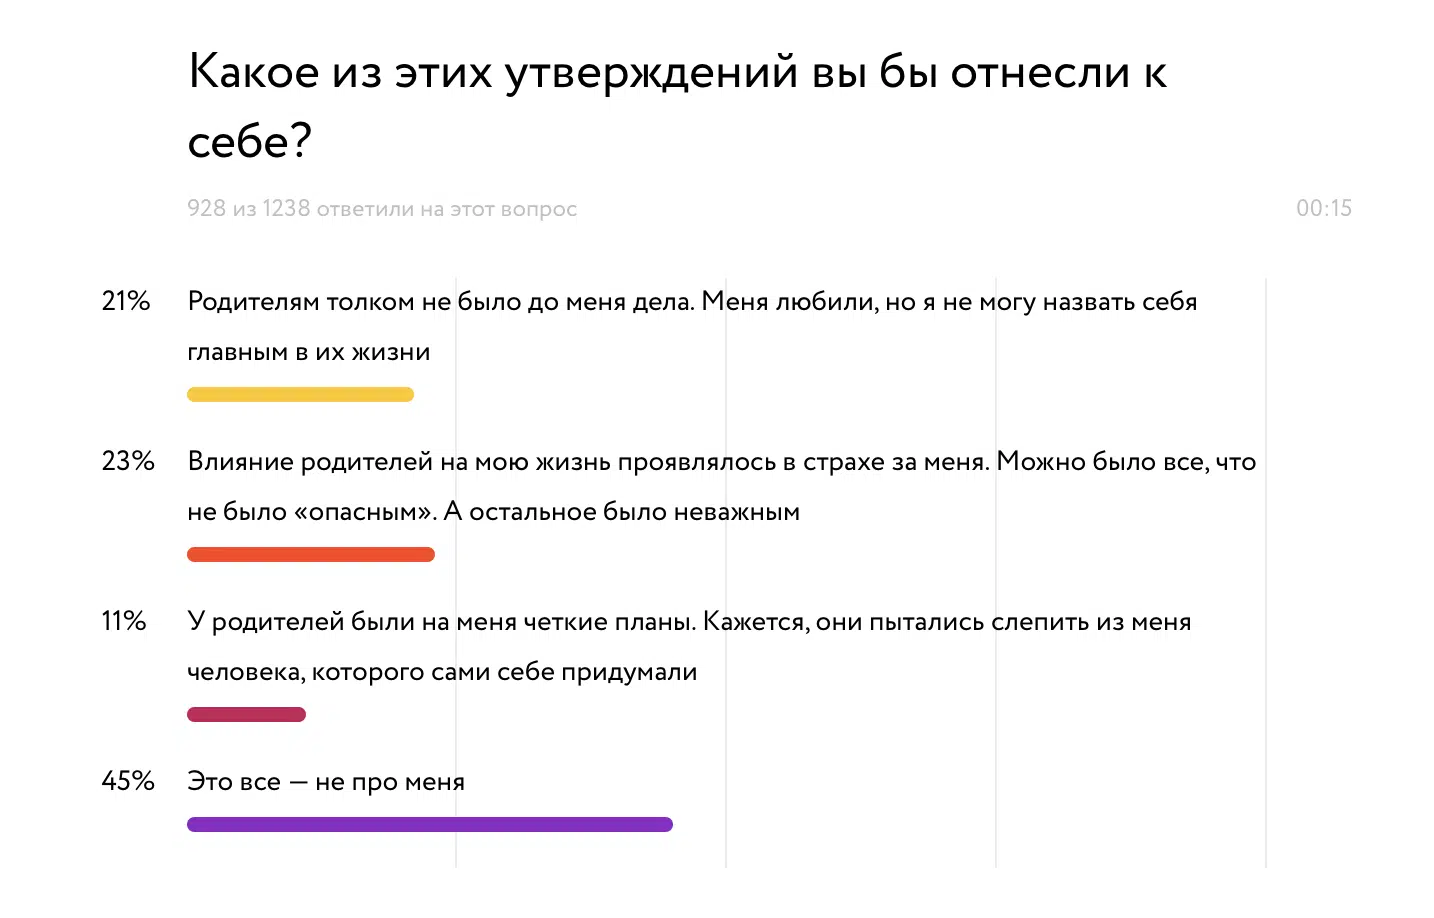 Какое из этих утверждений вы бы отнесли к
себе?
928 из 1238 ответили на этот вопрос
00:15
21%
Родителям толком не было до меня дела. Меня любили, но я не могу назвать себя
главным в их жизни
23%
Влияние родителей на мою жизнь проявлялось в страхе за меня. Можно было все, что
не было «опасным». А остальное было неважным
11%
У родителей были на меня четкие планы. Кажется, они пытались слепить из меня
человека, которого сами себе придумали
45%
Это все — не про меня